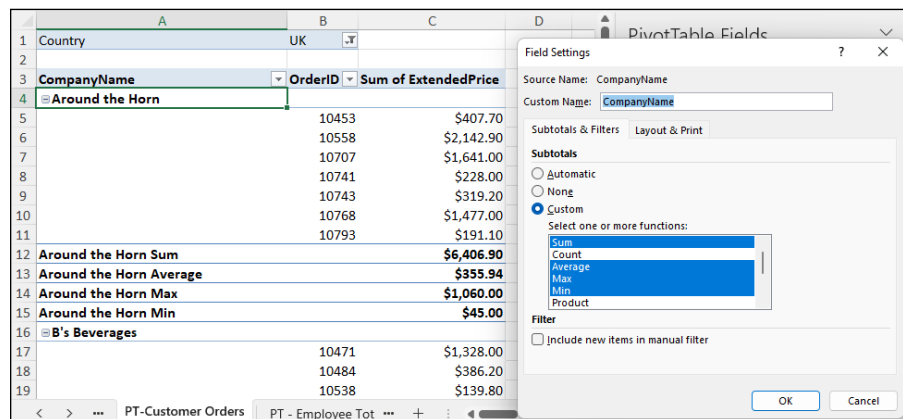 A B C D
PivotTable Fields
1 Country UK
2
3 CompanyName OrderID Sum of ExtendedPrice
4 Around the Horn
5 10453 $407.70
6 10558 $2,142.90
7 10707 $1,641.00
8 10741 $228.00
9 10743 $319.20
10 10768 $1,477.00
11 10793 $191.10
12 Around the Horn Sum $6,406.90
13 Around the Horn Average $355.94
14 Around the Horn Max $1,060.00
15 Around the Horn Min $45.00
16 B's Beverages
17 10471 $1,328.00
18 10484 $386.20
19 10538 $139.80
PT-Customer Orders PT - Employee Tot
Field Settings ?
Source Name: CompanyName
Custom Name: CompanyName
Subtotals & Filters Layout & Print
Subtotals
Automatic
None
Custom
Select one or more functions:
Sum
Count
Average
Max
Min
Product
Filter
Include new items in manual filter
OK Cancel